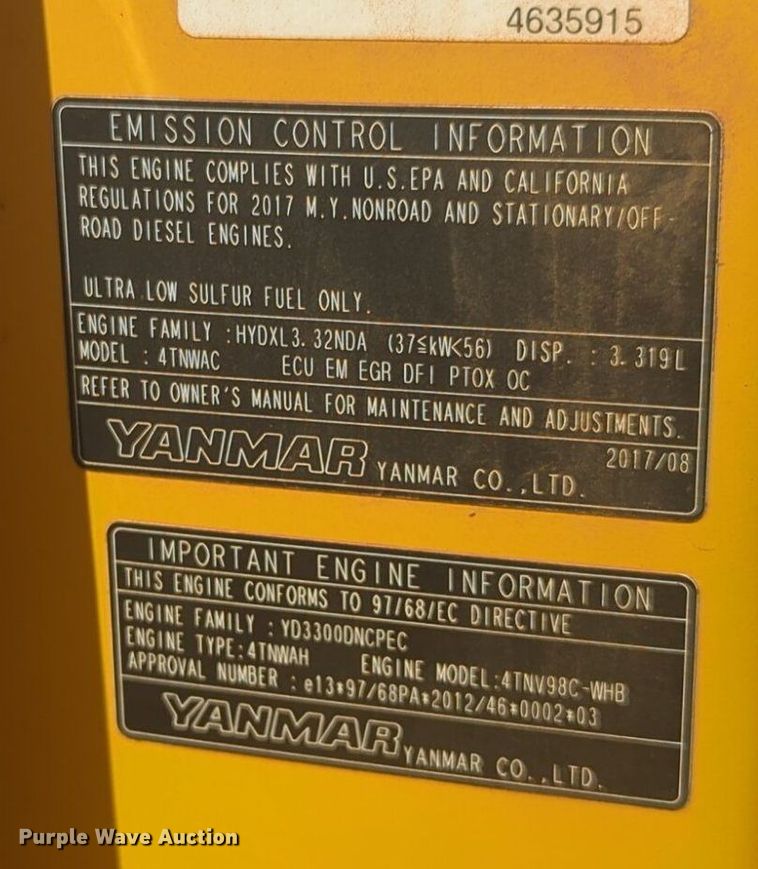 4635915
EMISSION CONTROL INFORMATION
THIS ENGINE COMPLIES WITH U.S.EPA AND CALIFORNIA
REGULATIONS FOR 2017 M.Y.NONROAD AND STATIONARY/OFF-
ROAD DIESEL ENGINES.
ULTRA LOW SULFUR FUEL ONLY.
ENGINE FAMILY :HYDXL3.32NDA (37≦kW<56) DISP. : 3.319L
MODEL : 4TNWAC ECU EM EGR DFI PTOX OC
REFER TO OWNER'S MANUAL FOR MAINTENANCE AND ADJUSTMENTS.
2017/08
YANMAR YANMAR CO.,LTD.
IMPORTANT ENGINE INFORMATION
THIS ENGINE CONFORMS TO 97/68/EC DIRECTIVE
ENGINE FAMILY :YD3300DNCPEC
ENGINE TYPE:4TNWAH ENGINE MODEL:4TNV98C-WHB
APPROVAL NUMBER :e13*97/68PA*2012/46*0002*03
YANMAR YANMAR CO.,LTD.
Purple Wave Auction